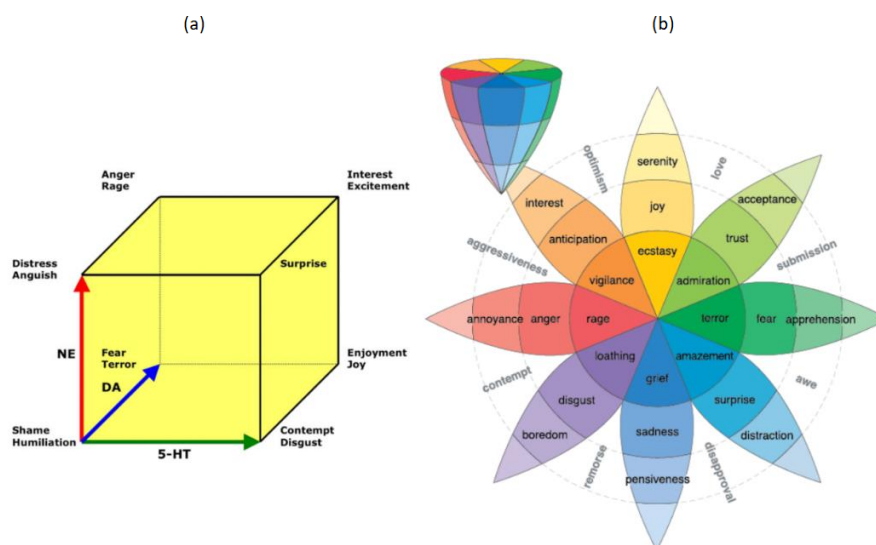 (a)
(b)
Anger
Rage
Interest
Excitement
Distress
Anguish
Surprise
NE
Fear
Terror
DA
Enjoyment
Joy
Shame
Humiliation
Contempt
Disgust
5-HT
serenity
optimism
love
interest
joy
acceptance
anticipation
trust
aggressiveness
ecstasy
submission
vigilance
admiration
annoyance
anger
rage
terror
fear
apprehension
loathing
amazement
contempt
grief
awe
disgust
surprise
boredom
sadness
distraction
remorse
disapproval
pensiveness